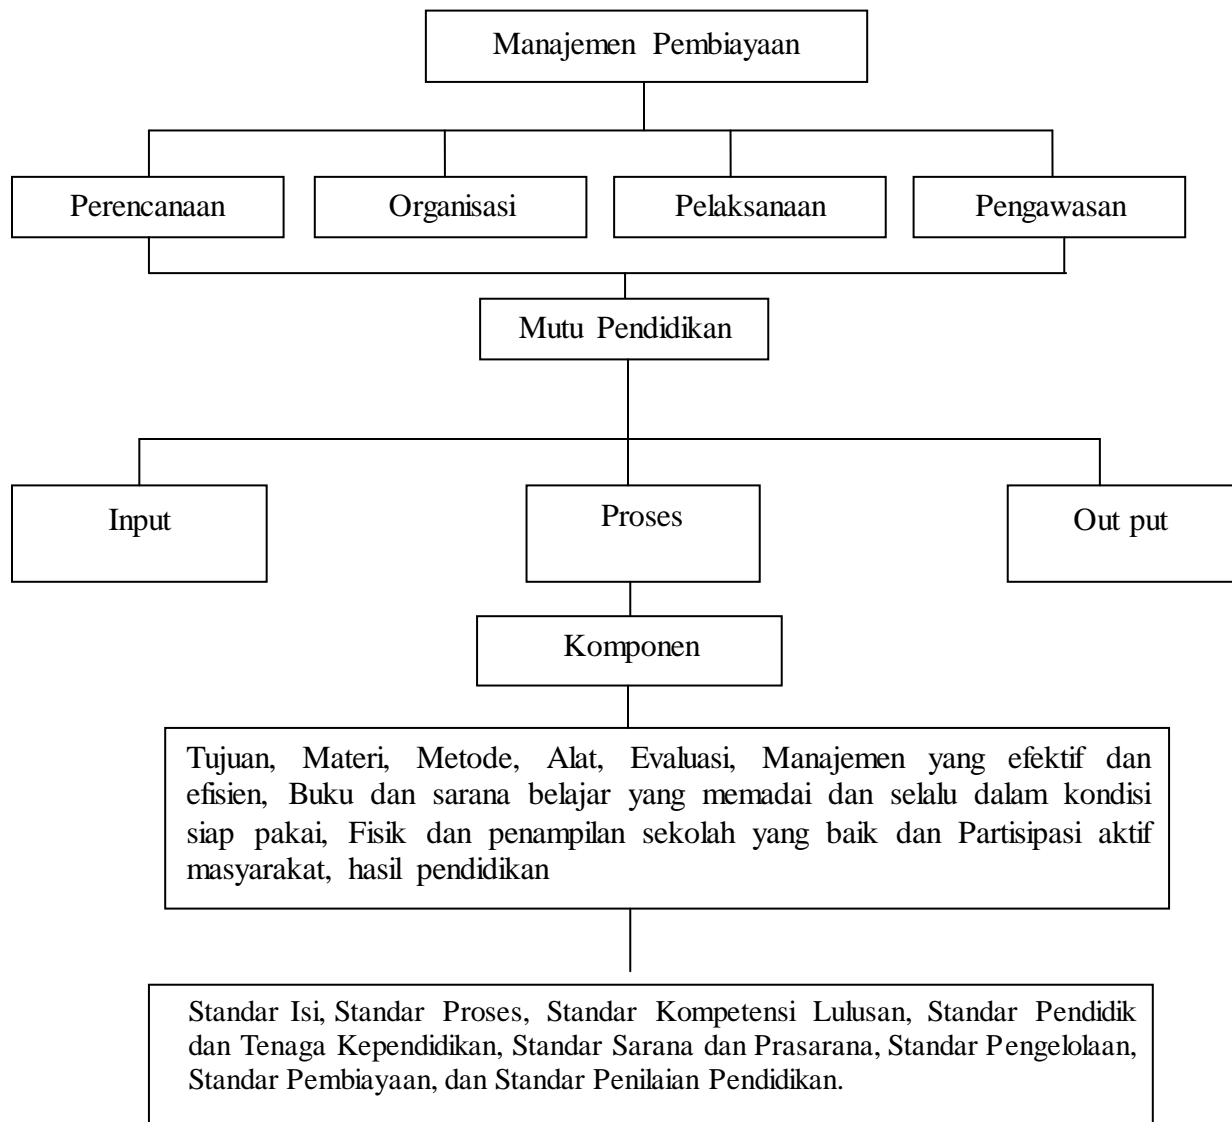 Manajemen Pembiayaan
Perencanaan
Organisasi
Pelaksanaan
Pengawasan
Mutu Pendidikan
Input
Proses
Out put
Komponen
Tujuan, Materi, Metode, Alat, Evaluasi, Manajemen yang efektif dan
efisien, Buku dan sarana belajar yang memadai dan selalu dalam kondisi
siap pakai, Fisik dan penampilan sekolah yang baik dan Partisipasi aktif
masyarakat, hasil pendidikan
Standar Isi, Standar Proses, Standar Kompetensi Lulusan, Standar Pendidik
dan Tenaga Kependidikan, Standar Sarana dan Prasarana, Standar Pengelolaan,
Standar Pembiayaan, dan Standar Penilaian Pendidikan.